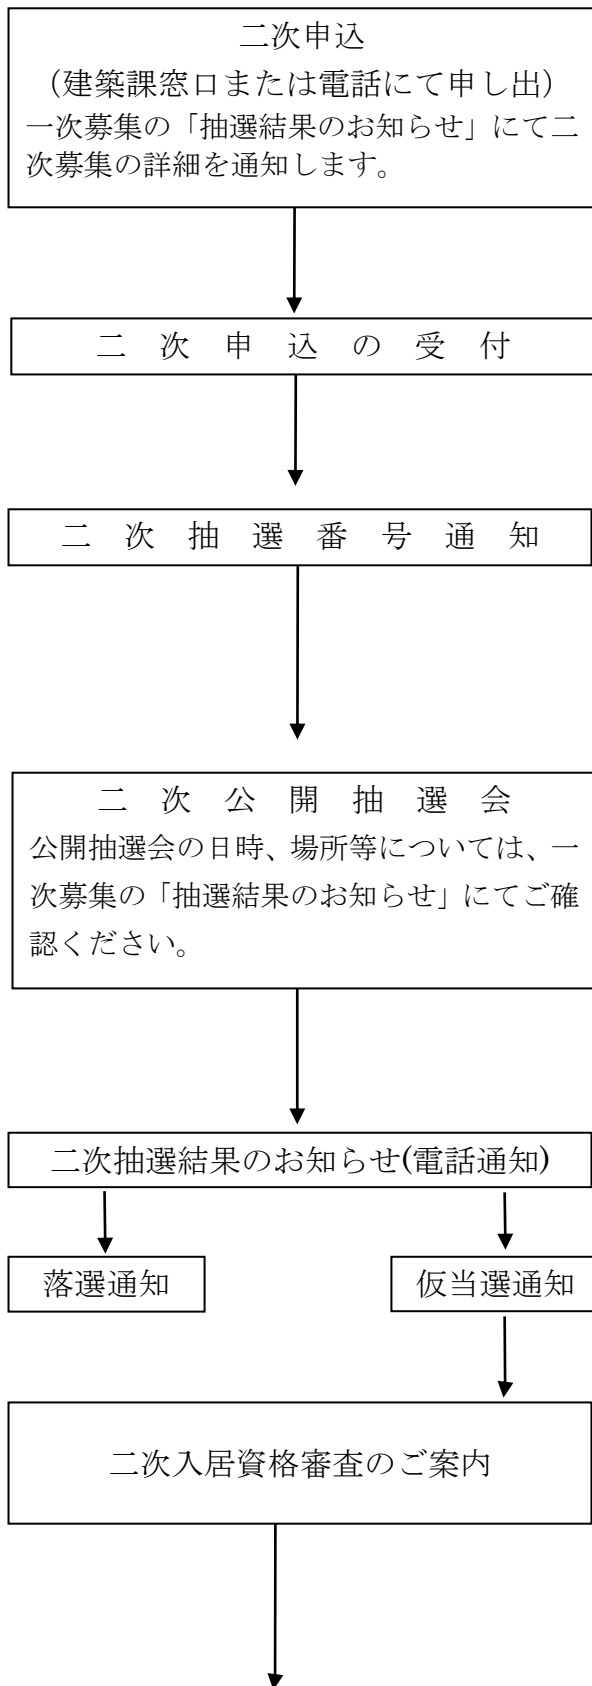 二次申込
（建築課窓口または電話にて申し出）
一次募集の「抽選結果のお知らせ」にて二
次募集の詳細を通知します。
二次申込の受付
二次抽選番号通知
二次公開抽選会
公開抽選会の日時、場所等については、一
次募集の「抽選結果のお知らせ」にてご確
認ください。
二次抽選結果のお知らせ(電話通知)
落選通知
仮当選通知
二次入居資格審査のご案内